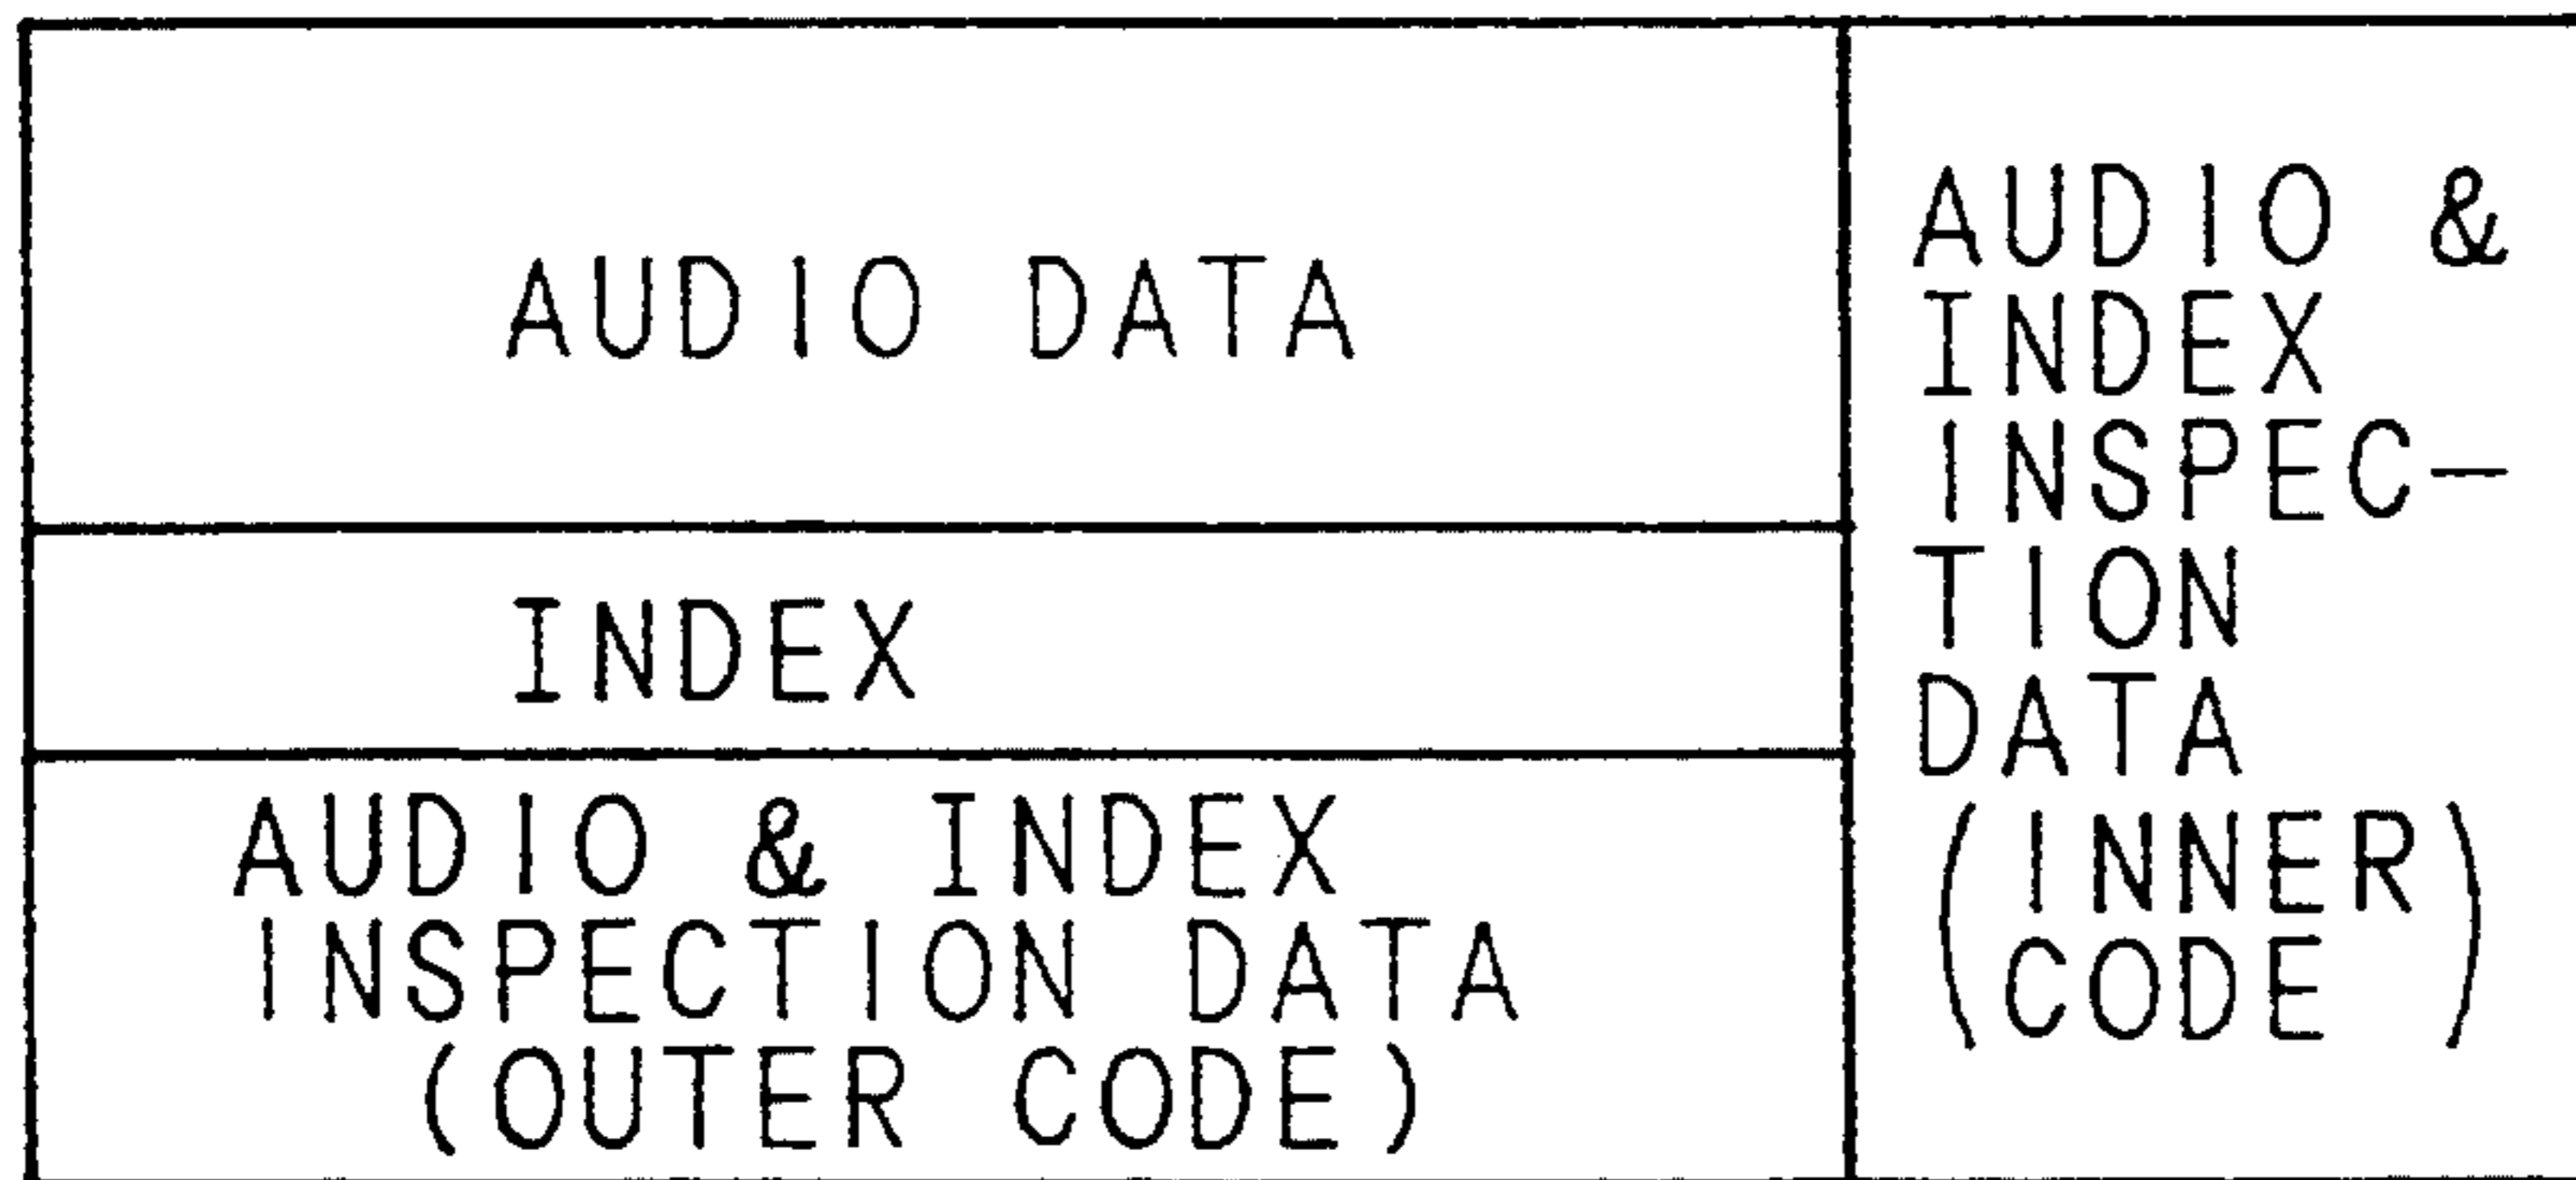 AUDIO DATA
INDEX
AUDIO & INDEX
INSPECTION DATA
(OUTER CODE)
AUDIO &
INDEX
INSPEC-
TION
DATA
(INNER
CODE)